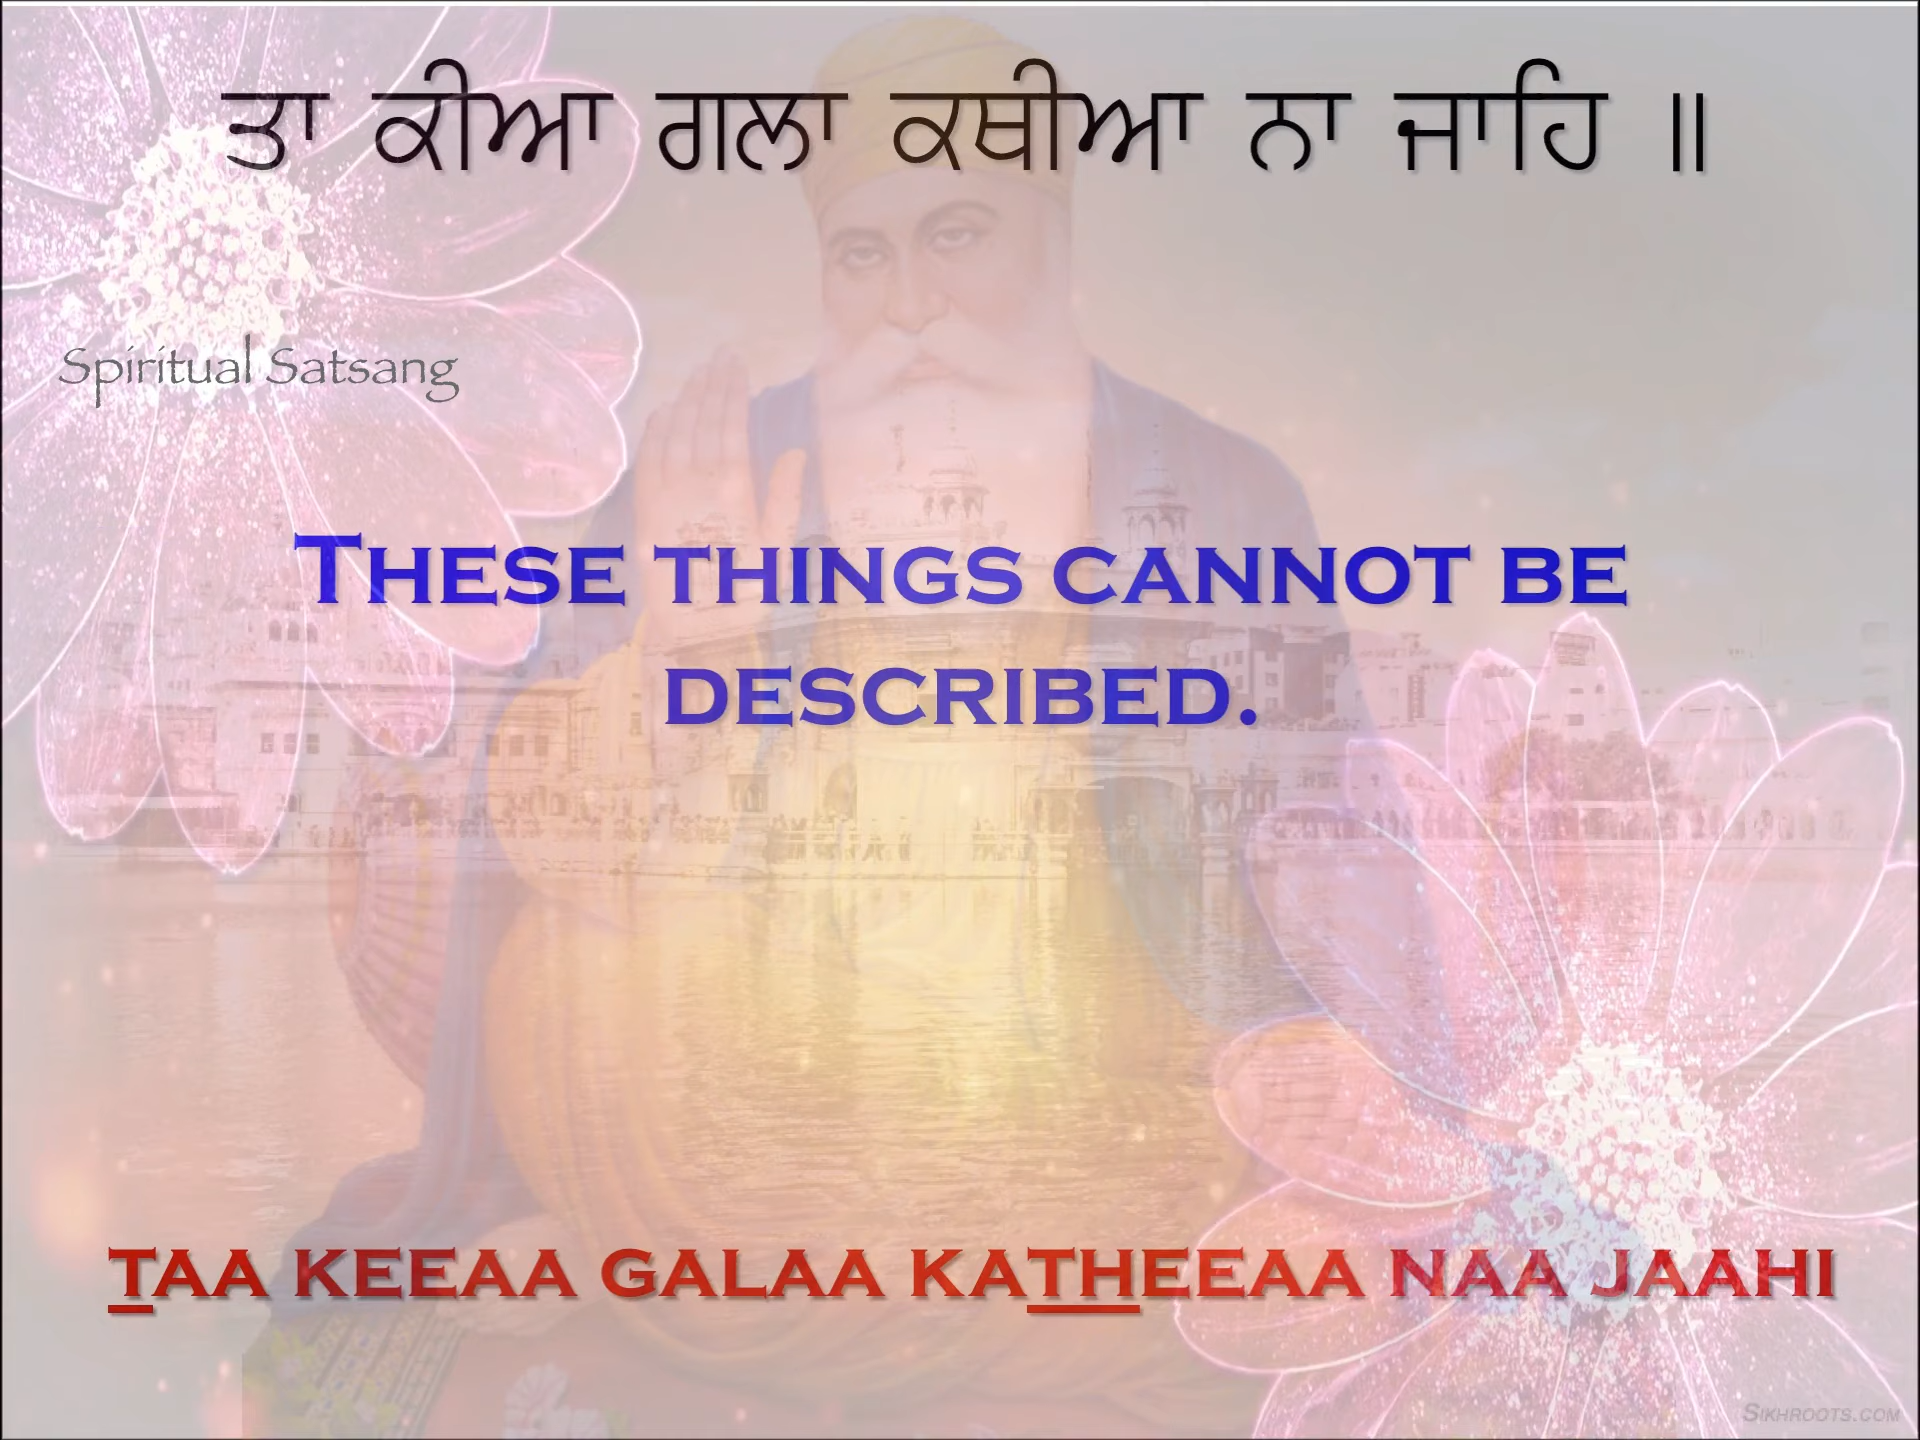 ਤਾ ਕੀਆ ਗਲਾ ਕਥੀਆ ਨਾ ਜਾਹਿ ॥
Spiritual Satsang
THESE THINGS CANNOT BE
DESCRIBED.
TAA KEEAA GALAA KATHEEAA NAA JAAHI
SIKHROOTS.COM